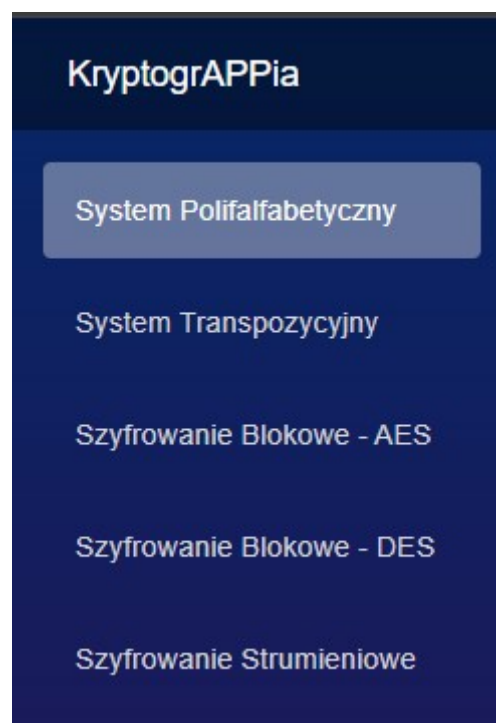 KryptogrAPPia
System Polifalfabetyczny
System Transpozycyjny
Szyfrowanie Blokowe - AES
Szyfrowanie Blokowe - DES
Szyfrowanie Strumieniowe